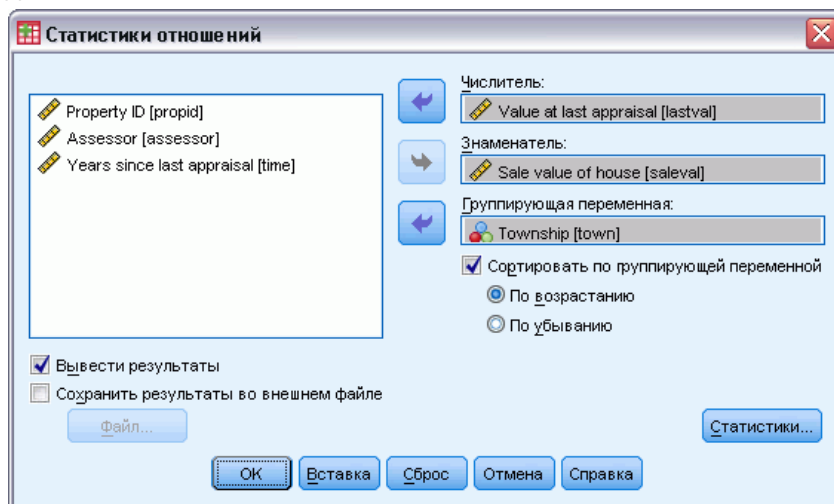 Статистики отношений
Property ID [propid]
Assessor [assessor]
Years since last appraisal [time]
Числитель:
Value at last appraisal [lastval]
Знаменатель:
Sale value of house [saleval]
Группирующая переменная:
Township [town]
Сортировать по группирующей переменной
По возрастанию
По убыванию
Вывести результаты
Сохранить результаты во внешнем файле
Файл...
Статистики...
OK Вставка Сброс Отмена Справка